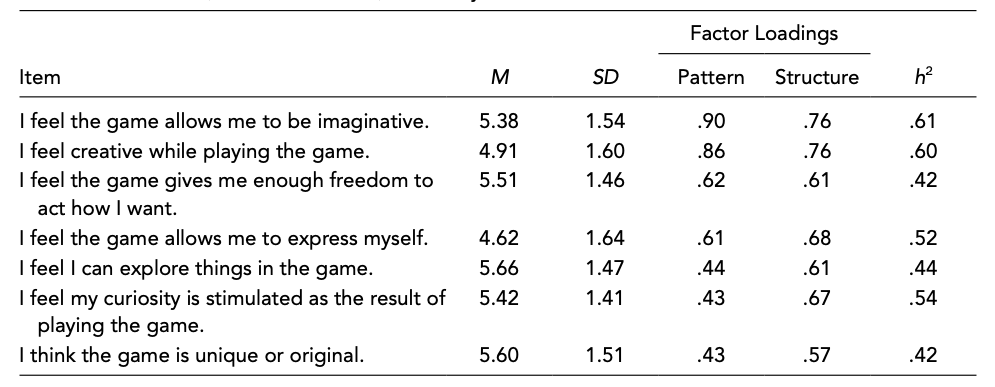 Factor Loadings
Item M SD Pattern Structure h²
I feel the game allows me to be imaginative. 5.38 1.54 .90 .76 .61
I feel creative while playing the game. 4.91 1.60 .86 .76 .60
I feel the game gives me enough freedom to 5.51 1.46 .62 .61 .42
act how I want.
I feel the game allows me to express myself. 4.62 1.64 .61 .68 .52
I feel I can explore things in the game. 5.66 1.47 .44 .61 .44
I feel my curiosity is stimulated as the result of 5.42 1.41 .43 .67 .54
playing the game.
I think the game is unique or original. 5.60 1.51 .43 .57 .42